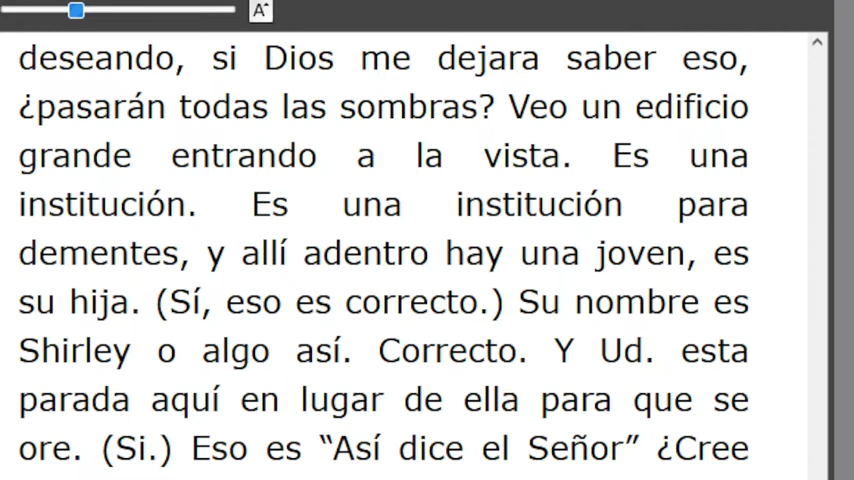 A
deseando, si Dios me dejara saber eso,
¿pasarán todas las sombras? Veo un edificio
grande entrando a la vista. Es una
institución. Es una institución para
dementes, y allí adentro hay una joven, es
su hija. (Sí, eso es correcto.) Su nombre es
Shirley o algo así. Correcto. Y Ud. esta
parada aquí en lugar de ella para que se
ore. (Si.) Eso es “Así dice el Señor” ¿Cree